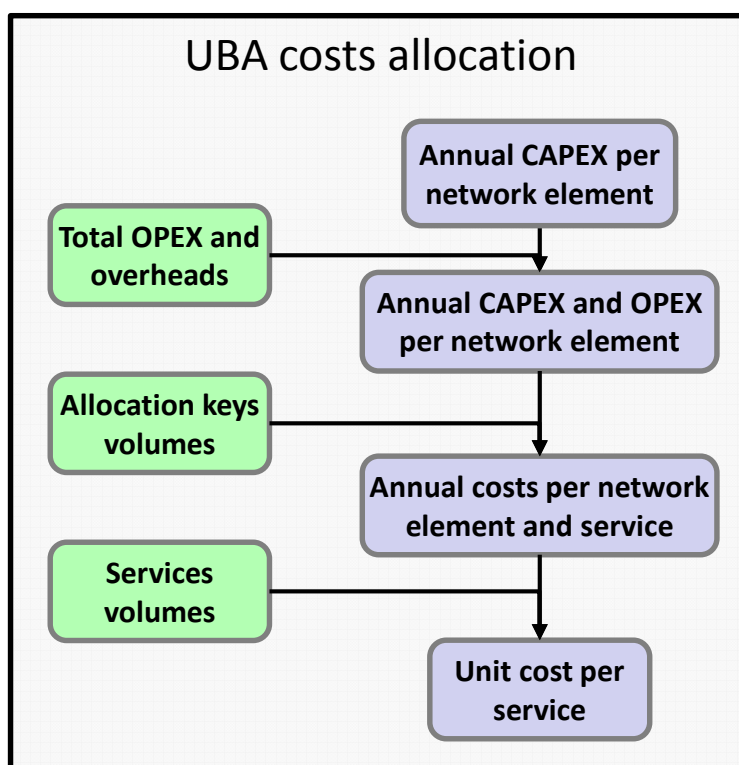 UBA costs allocation
Annual CAPEX per
network element
Total OPEX and
overheads
Annual CAPEX and OPEX
per network element
Allocation keys
volumes
Annual costs per network
element and service
Services
volumes
Unit cost per
service